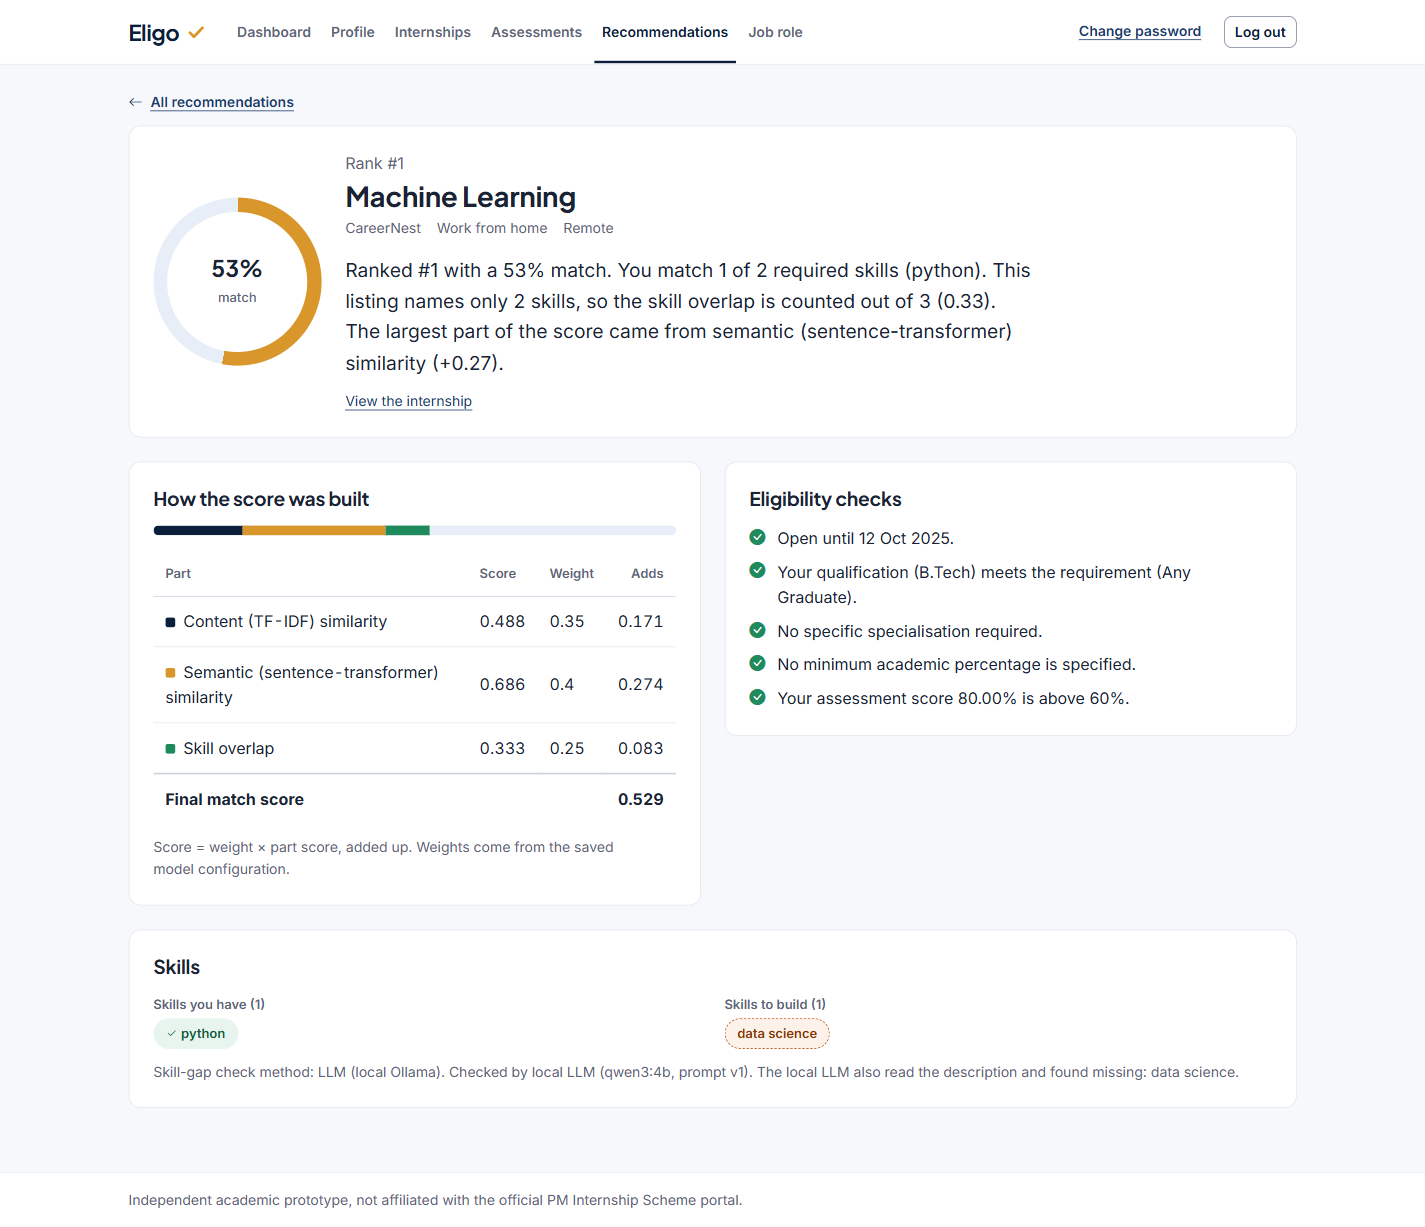 Eligo
Dashboard Profile Internships Assessments Recommendations Job role
Change password Log out
← All recommendations
53%
match
Rank #1
Machine Learning
CareerNest Work from home Remote
Ranked #1 with a 53% match. You match 1 of 2 required skills (python). This
listing names only 2 skills, so the skill overlap is counted out of 3 (0.33).
The largest part of the score came from semantic (sentence-transformer)
similarity (+0.27).
View the internship
How the score was built
Part Score Weight Adds
Content (TF-IDF) similarity 0.488 0.35 0.171
Semantic (sentence-transformer)
similarity 0.686 0.4 0.274
Skill overlap 0.333 0.25 0.083
Final match score 0.529
Score = weight × part score, added up. Weights come from the saved
model configuration.
Eligibility checks
Open until 12 Oct 2025.
Your qualification (B.Tech) meets the requirement (Any
Graduate).
No specific specialisation required.
No minimum academic percentage is specified.
Your assessment score 80.00% is above 60%.
Skills
Skills you have (1)
✓ python
Skills to build (1)
data science
Skill-gap check method: LLM (local Ollama). Checked by local LLM (qwen3:4b, prompt v1). The local LLM also read the description and found missing: data science.
Independent academic prototype, not affiliated with the official PM Internship Scheme portal.